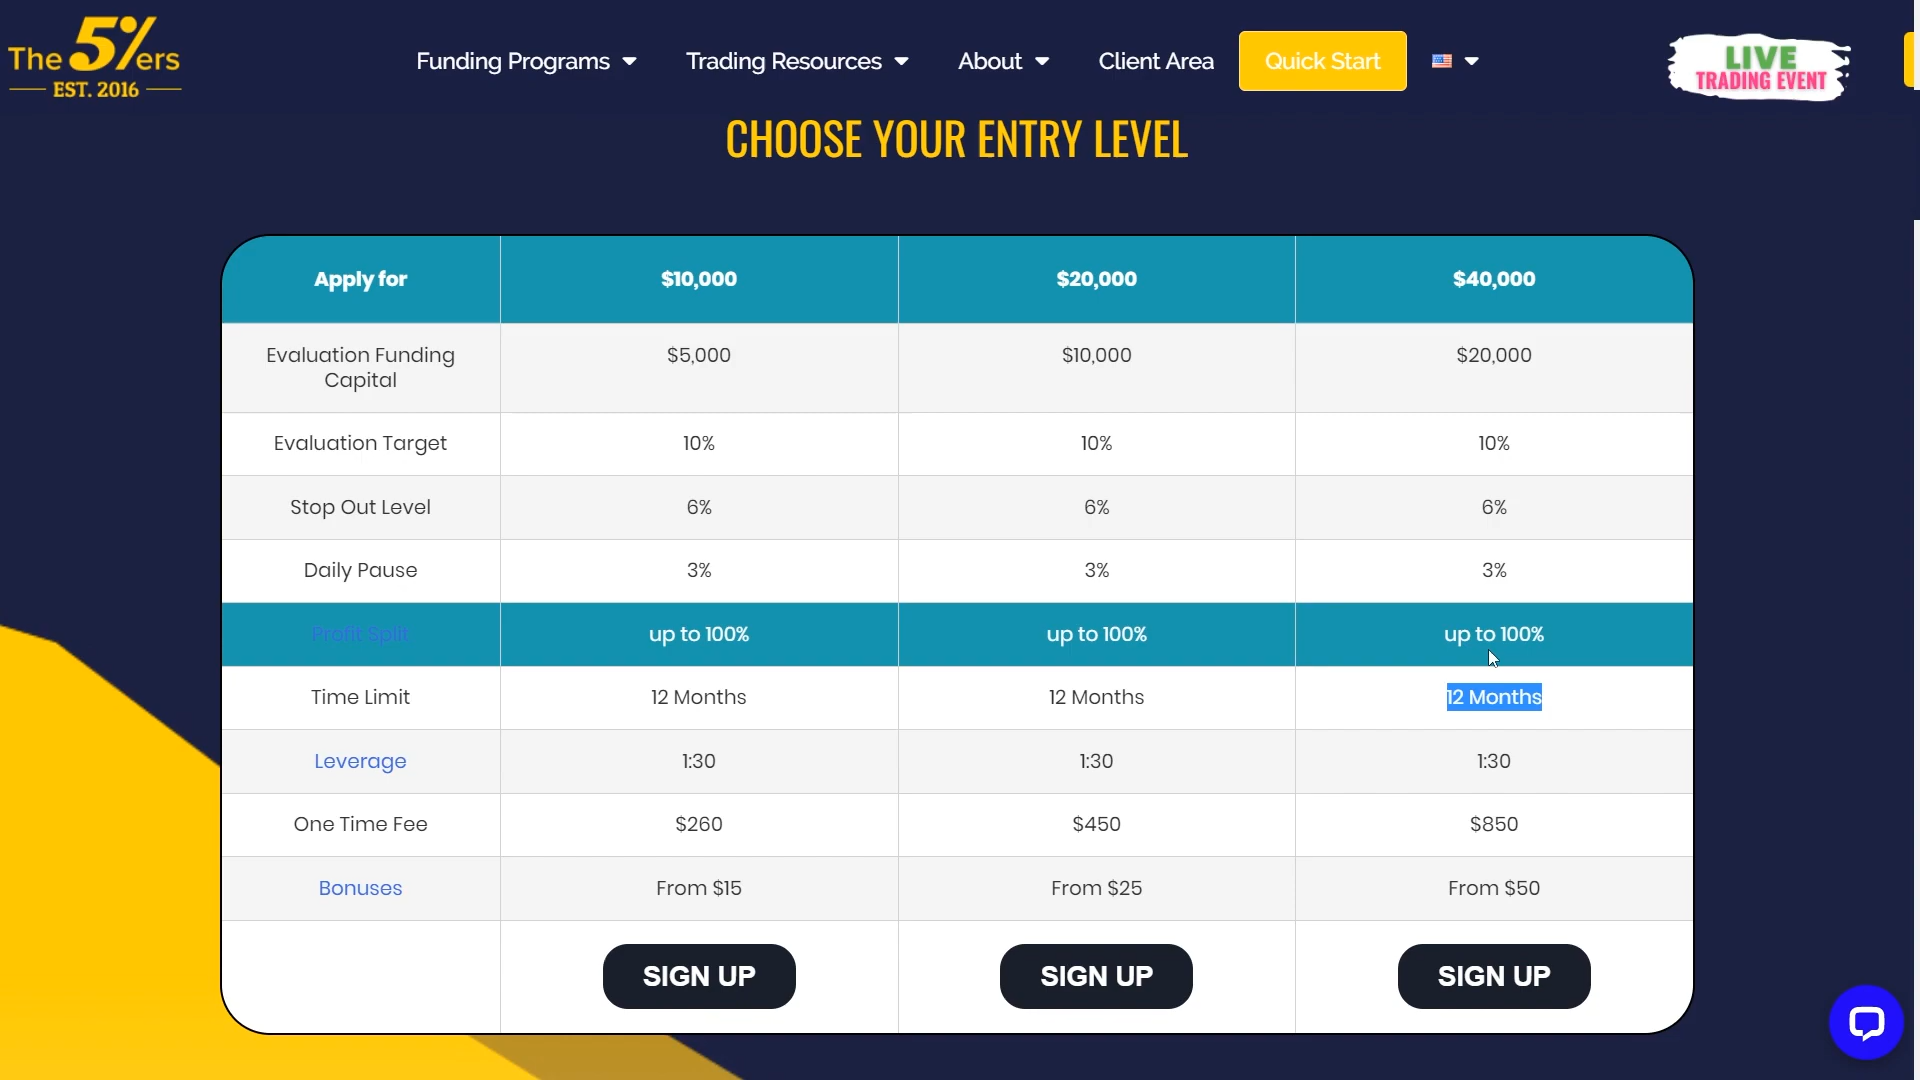 The 5%ers
EST. 2016
Funding Programs
Trading Resources
About
Client Area
Quick Start
LIVE
TRADING EVENT
CHOOSE YOUR ENTRY LEVEL
Apply for $10,000 $20,000 $40,000
Evaluation Funding
Capital
$5,000 $10,000 $20,000
Evaluation Target 10% 10% 10%
Stop Out Level 6% 6% 6%
Daily Pause 3% 3% 3%
Profit Split up to 100% up to 100% up to 100%
Time Limit 12 Months 12 Months 12 Months
Leverage 1:30 1:30 1:30
One Time Fee $260 $450 $850
Bonuses From $15 From $25 From $50
SIGN UP SIGN UP SIGN UP